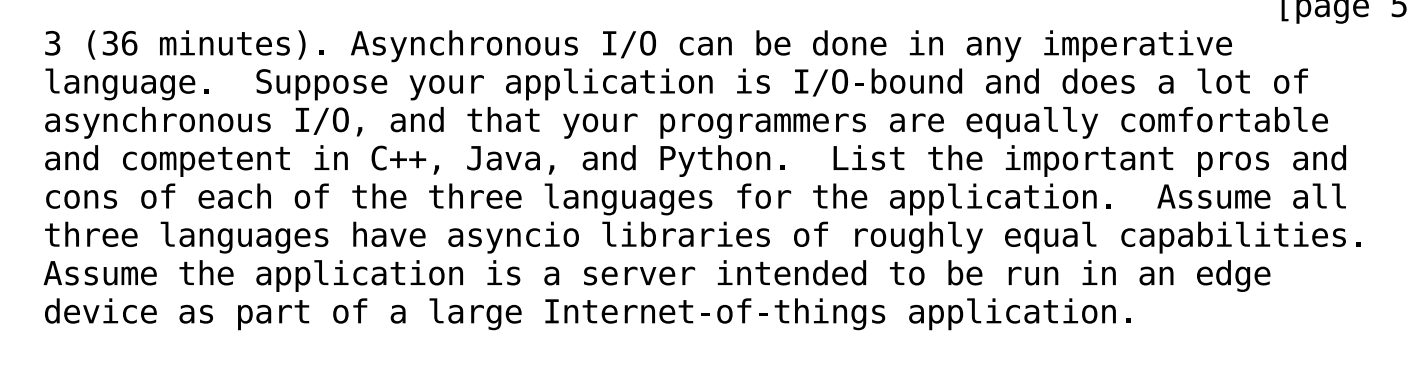 [page 5
3 (36 minutes). Asynchronous I/O can be done in any imperative
language.  Suppose your application is I/O-bound and does a lot of
asynchronous I/O, and that your programmers are equally comfortable
and competent in C++, Java, and Python.  List the important pros and
cons of each of the three languages for the application.  Assume all
three languages have asyncio libraries of roughly equal capabilities.
Assume the application is a server intended to be run in an edge
device as part of a large Internet-of-things application.